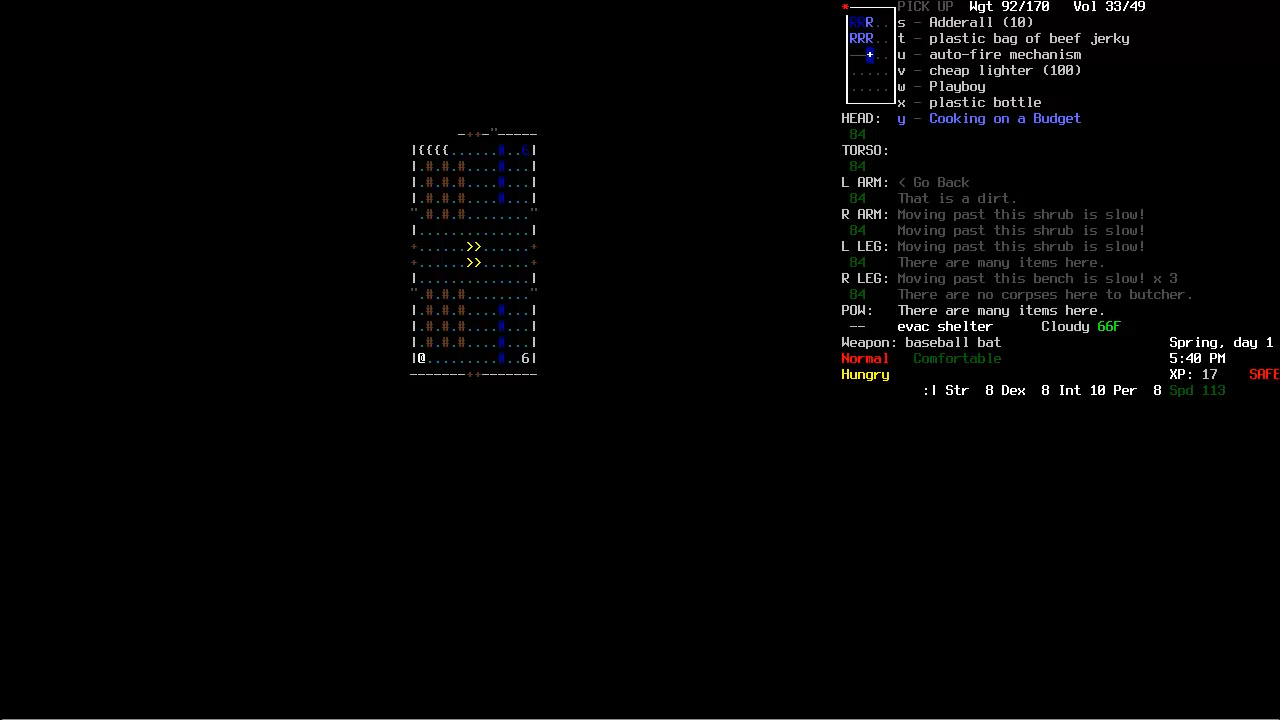 PICK UP  Wgt 92/170   Vol 33/49
s - Adderall (10)
t - plastic bag of beef jerky
u - auto-fire mechanism
v - cheap lighter (100)
w - Playboy
x - plastic bottle
HEAD: y - Cooking on a Budget
84
TORSO:
84
L ARM: < Go Back
84 That is a dirt.
R ARM: Moving past this shrub is slow!
84 Moving past this shrub is slow!
L LEG: Moving past this shrub is slow!
84 There are many items here.
R LEG: Moving past this bench is slow! x 3
84 There are no corpses here to butcher.
POW: There are many items here.
-- evac shelter Cloudy 66F
Weapon: baseball bat Spring, day 1
Normal Comfortable 5:40 PM
Hungry XP: 17 SAFE
:| Str 8 Dex 8 Int 10 Per 8 Spd 113